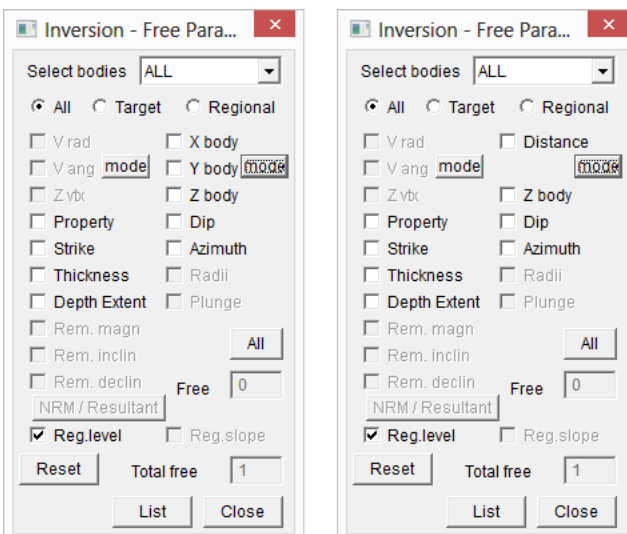 Inversion - Free Para...
Select bodies ALL
All Target Regional
V rad X body
V ang mode Y body mode
Z vtx Z body
Property Dip
Strike Azimuth
Thickness Radii
Depth Extent Plunge
Rem. magn
All
Rem. inclin
Rem. declin Free 0
NRM / Resultant
Reg.level Reg.slope
Reset Total free 1
List Close
Inversion - Free Para...
Select bodies ALL
All Target Regional
V rad Distance
V ang mode mode
Z vtx Z body
Property Dip
Strike Azimuth
Thickness Radii
Depth Extent Plunge
Rem. magn
All
Rem. inclin
Rem. declin Free 0
NRM / Resultant
Reg.level Reg.slope
Reset Total free 1
List Close